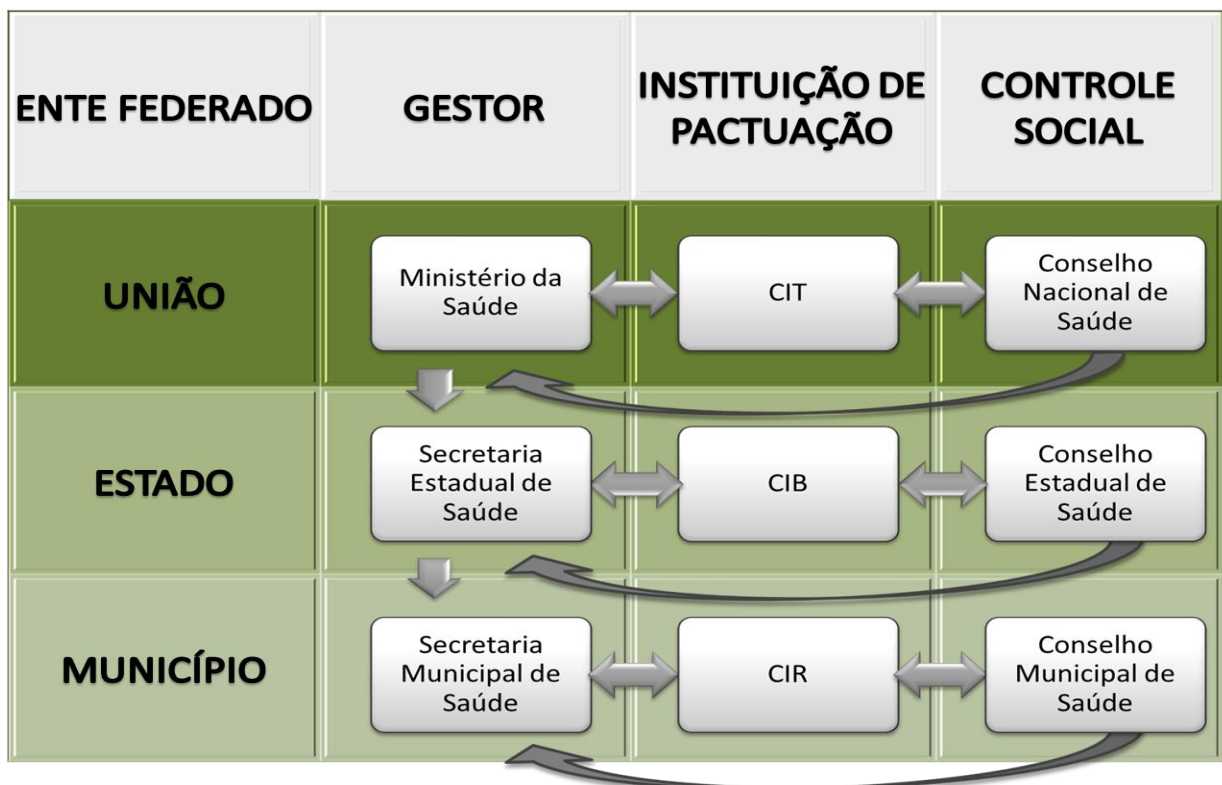 ENTE FEDERADO
GESTOR
INSTITUIÇÃO DE
PACTUAÇÃO
CONTROLE
SOCIAL
UNIÃO
Ministério da
Saúde
CIT
Conselho
Nacional de
Saúde
ESTADO
Secretaria
Estadual de
Saúde
CIB
Conselho
Estadual de
Saúde
MUNICÍPIO
Secretaria
Municipal de
Saúde
CIR
Conselho
Municipal de
Saúde